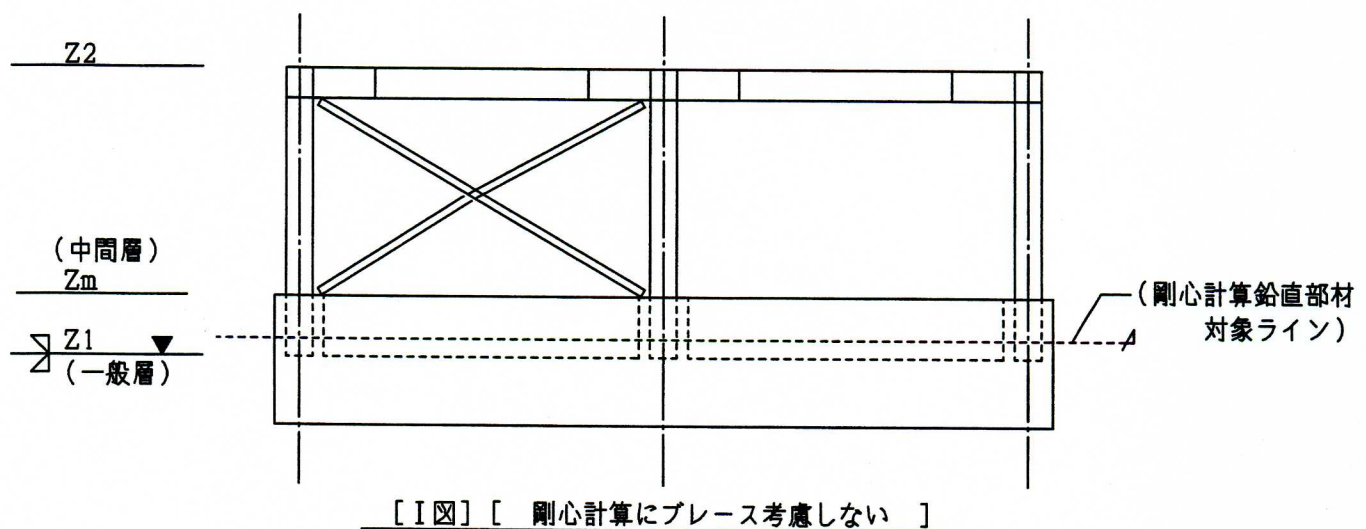 Z2
(中間層)
Zm
Z1
(一般層)
(剛心計算鉛直部材
対象ライン)
[I図] [ 剛心計算にブレース考慮しない ]